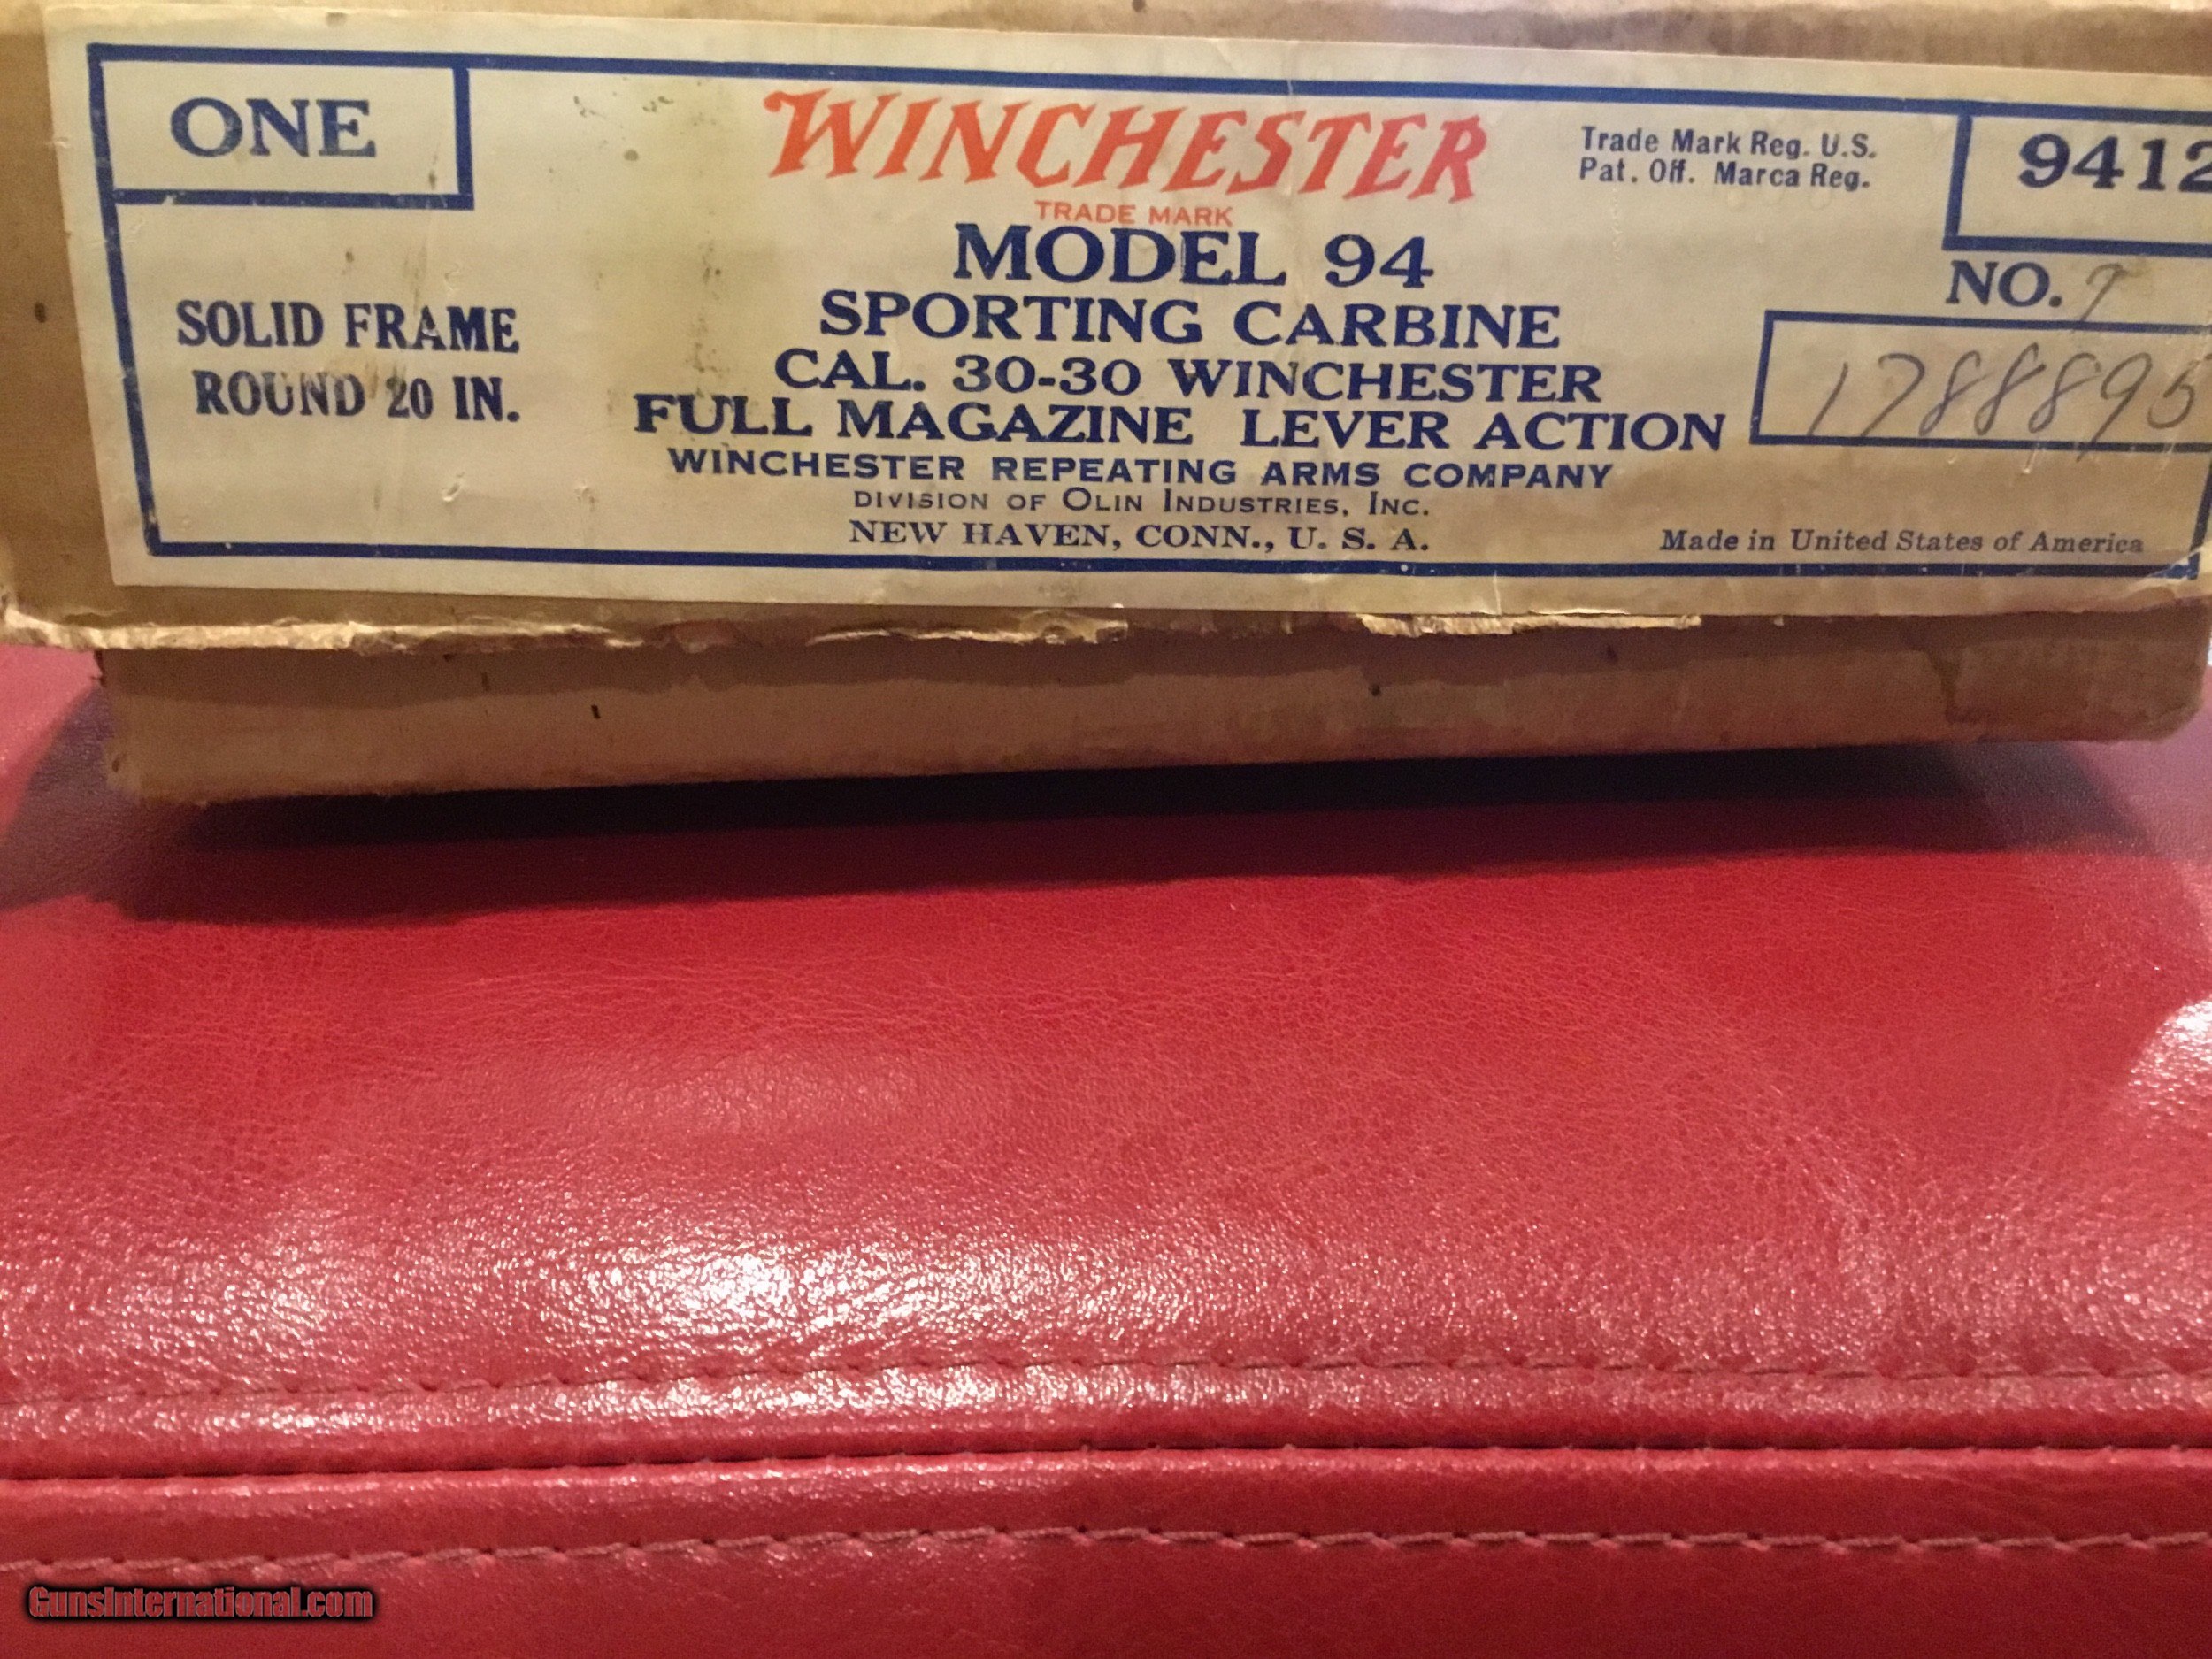 ONE
WINCHESTER
TRADE MARK
Trade Mark Reg. U.S.
Pat. Off. Marca Reg.
9412
MODEL 94
SPORTING CARBINE
CAL. 30-30 WINCHESTER
FULL MAGAZINE LEVER ACTION
WINCHESTER REPEATING ARMS COMPANY
DIVISION OF OLIN INDUSTRIES, INC.
NEW HAVEN, CONN., U. S. A.
SOLID FRAME
ROUND 20 IN.
NO.
1788895
Made in United States of America
GunsInternational.com